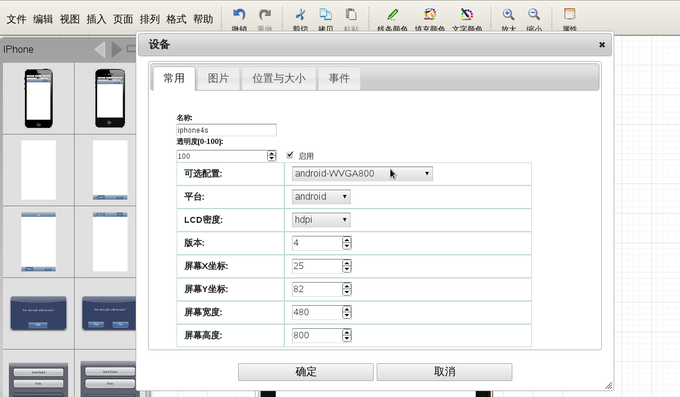 文件 编辑 视图 插入 页面 排列 格式 帮助
撤销 重做 剪切 拷贝 粘贴 线条颜色 填充颜色 文字颜色 放大 缩小 属性
IPhone
设备
常用 图片 位置与大小 事件
名称:
iphone4s
透明度[0-100]:
100 启用
可选配置: android-WVGA800
平台: android
LCD密度: hdpi
版本: 4
屏幕X坐标: 25
屏幕Y坐标: 82
屏幕宽度: 480
屏幕高度: 800
确定 取消